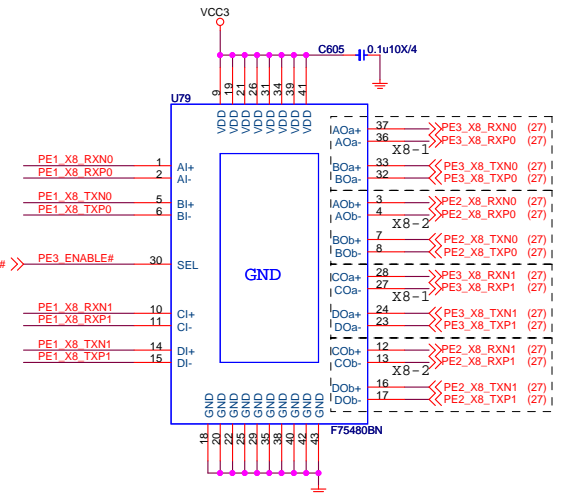 VCC3
C605 0.1u10X/4
U79
9 19 21 26 31 34 39 41
VDD VDD VDD VDD VDD VDD VDD VDD
PE1_X8_RXN0 1 AI+
PE1_X8_RXP0 2 AI-
PE1_X8_TXN0 5 BI+
PE1_X8_TXP0 6 BI-
# PE3_ENABLE# 30 SEL
PE1_X8_RXN1 10 CI+
PE1_X8_RXP1 11 CI-
PE1_X8_TXN1 14 DI+
PE1_X8_TXP1 15 DI-
GND
AOa+ 37 PE3_X8_RXN0 (27)
AOa- 36 PE3_X8_RXP0 (27)
X8-1
BOa+ 33 PE3_X8_TXN0 (27)
BOa- 32 PE3_X8_TXP0 (27)
AOb+ 3 PE2_X8_RXN0 (27)
AOb- 4 PE2_X8_RXP0 (27)
X8-2
BOb+ 7 PE2_X8_TXN0 (27)
BOb- 8 PE2_X8_TXP0 (27)
COa+ 28 PE3_X8_RXN1 (27)
COa- 27 PE3_X8_RXP1 (27)
X8-1
DOa+ 24 PE3_X8_TXN1 (27)
DOa- 23 PE3_X8_TXP1 (27)
COb+ 12 PE2_X8_RXN1 (27)
COb- 13 PE2_X8_RXP1 (27)
X8-2
DOb+ 16 PE2_X8_TXN1 (27)
DOb- 17 PE2_X8_TXP1 (27)
GND GND GND GND GND GND GND GND GND GND
18 20 22 25 29 35 38 40 42 43
F75480BN